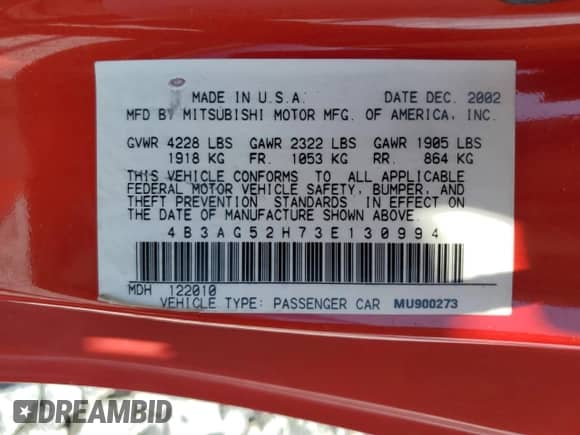 MADE IN U.S.A. DATE DEC. 2002
MFD BY MITSUBISHI MOTOR MFG. OF AMERICA, INC.
GVWR 4228 LBS GAWR 2322 LBS GAWR 1905 LBS
1918 KG FR. 1053 KG RR. 864 KG
THIS VEHICLE CONFORMS TO ALL APPLICABLE
FEDERAL MOTOR VEHICLE SAFETY, BUMPER, AND
THEFT PREVENTION STANDARDS IN EFFECT ON
THE DATE OF MANUFACTURE SHOWN ABOVE.
4B3AG52H73E130994
MDH 122010
VEHICLE TYPE: PASSENGER CAR MU900273
DREAMBID